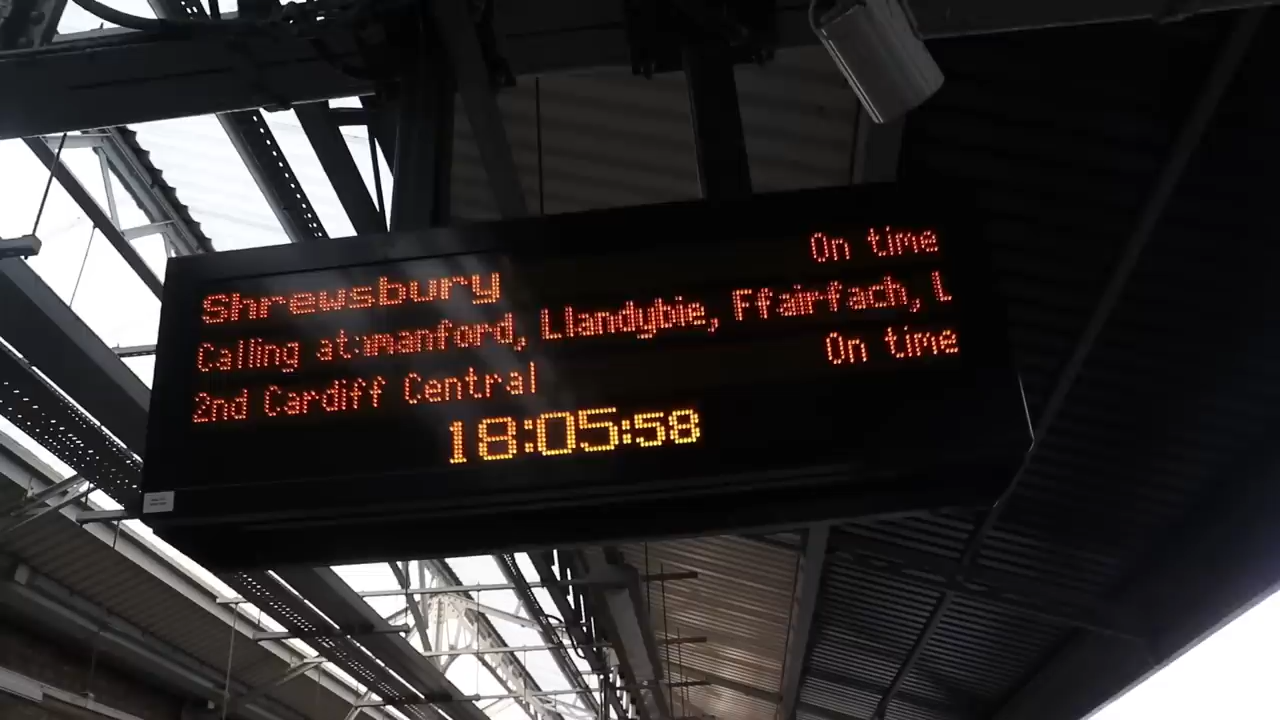 Shrewsbury On time
Calling at:manford, Llandybie, Ffairfach, L
2nd Cardiff Central On time
18:05:58